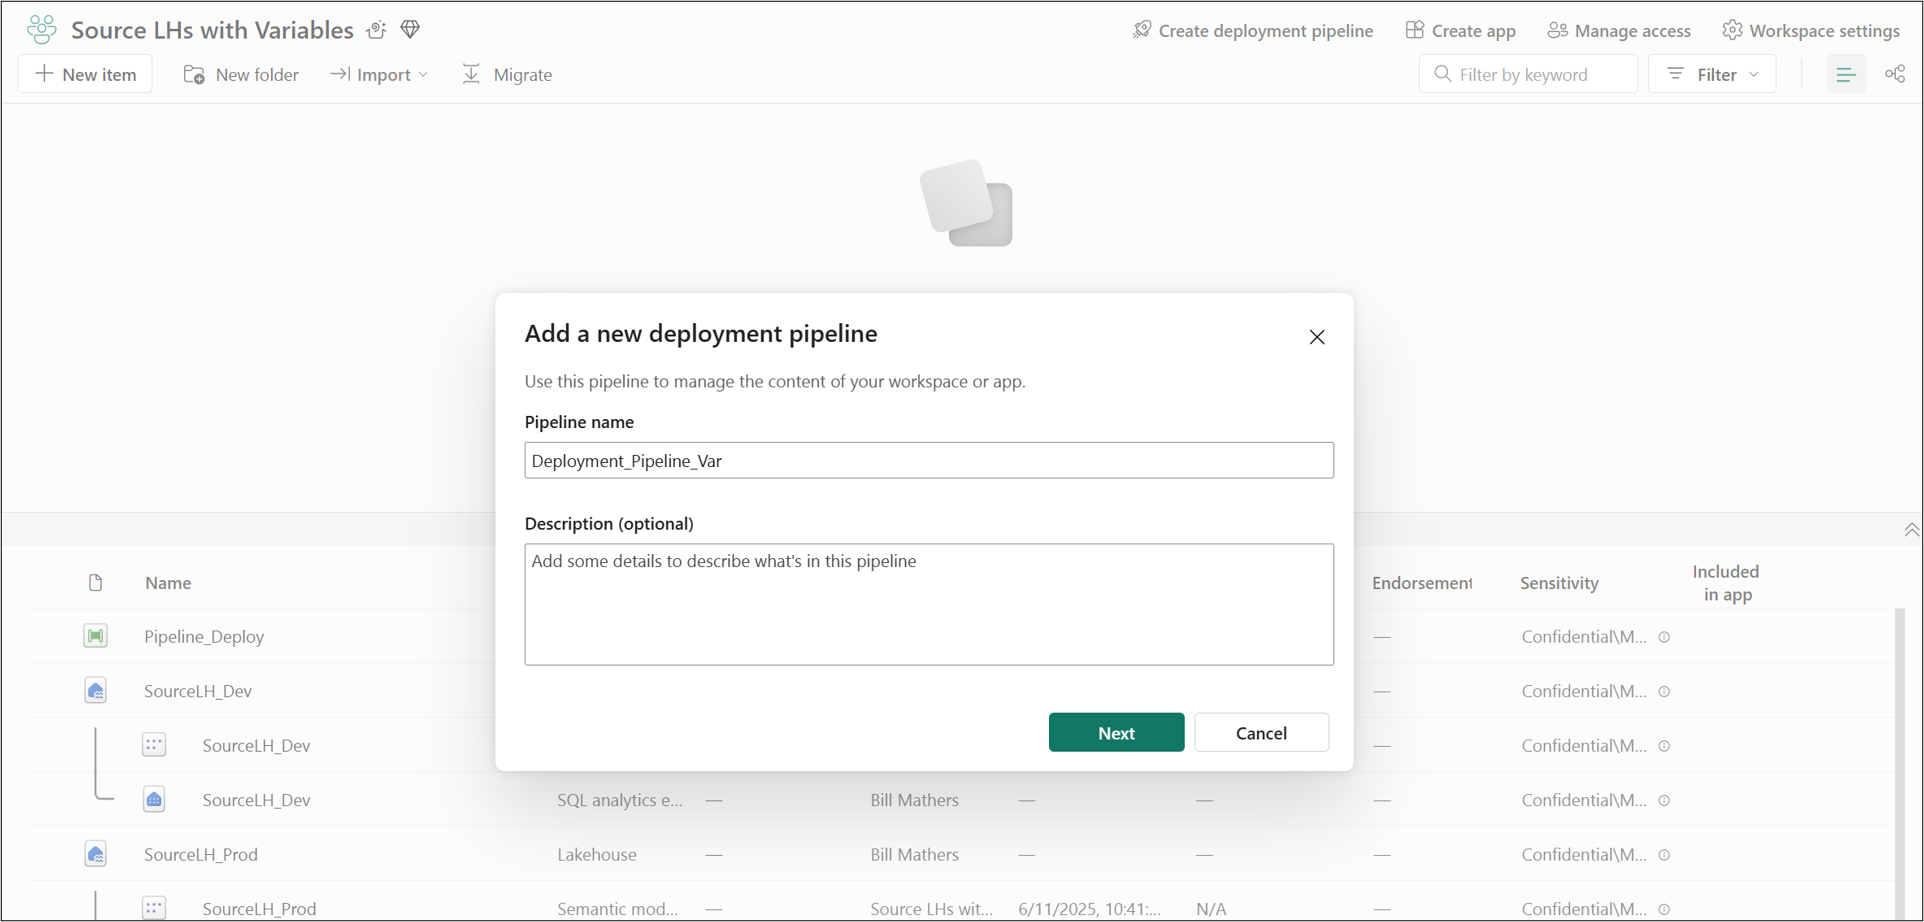 Source LHs with Variables
Create deployment pipeline
Create app
Manage access
Workspace settings
New item
New folder
Import
Migrate
Filter by keyword
Filter
Add a new deployment pipeline
Use this pipeline to manage the content of your workspace or app.
Pipeline name
Deployment_Pipeline_Var
Description (optional)
Add some details to describe what's in this pipeline
Next
Cancel
Name
Endorsement
Sensitivity
Included
in app
Pipeline_Deploy — Confidential\M...
SourceLH_Dev — Confidential\M...
SourceLH_Dev — Confidential\M...
SourceLH_Dev SQL analytics e... — Bill Mathers — — — Confidential\M...
SourceLH_Prod Lakehouse — Bill Mathers — — — Confidential\M...
SourceLH_Prod Semantic mod... — Source LHs wit... 6/11/2025, 10:41:... N/A — Confidential\M...